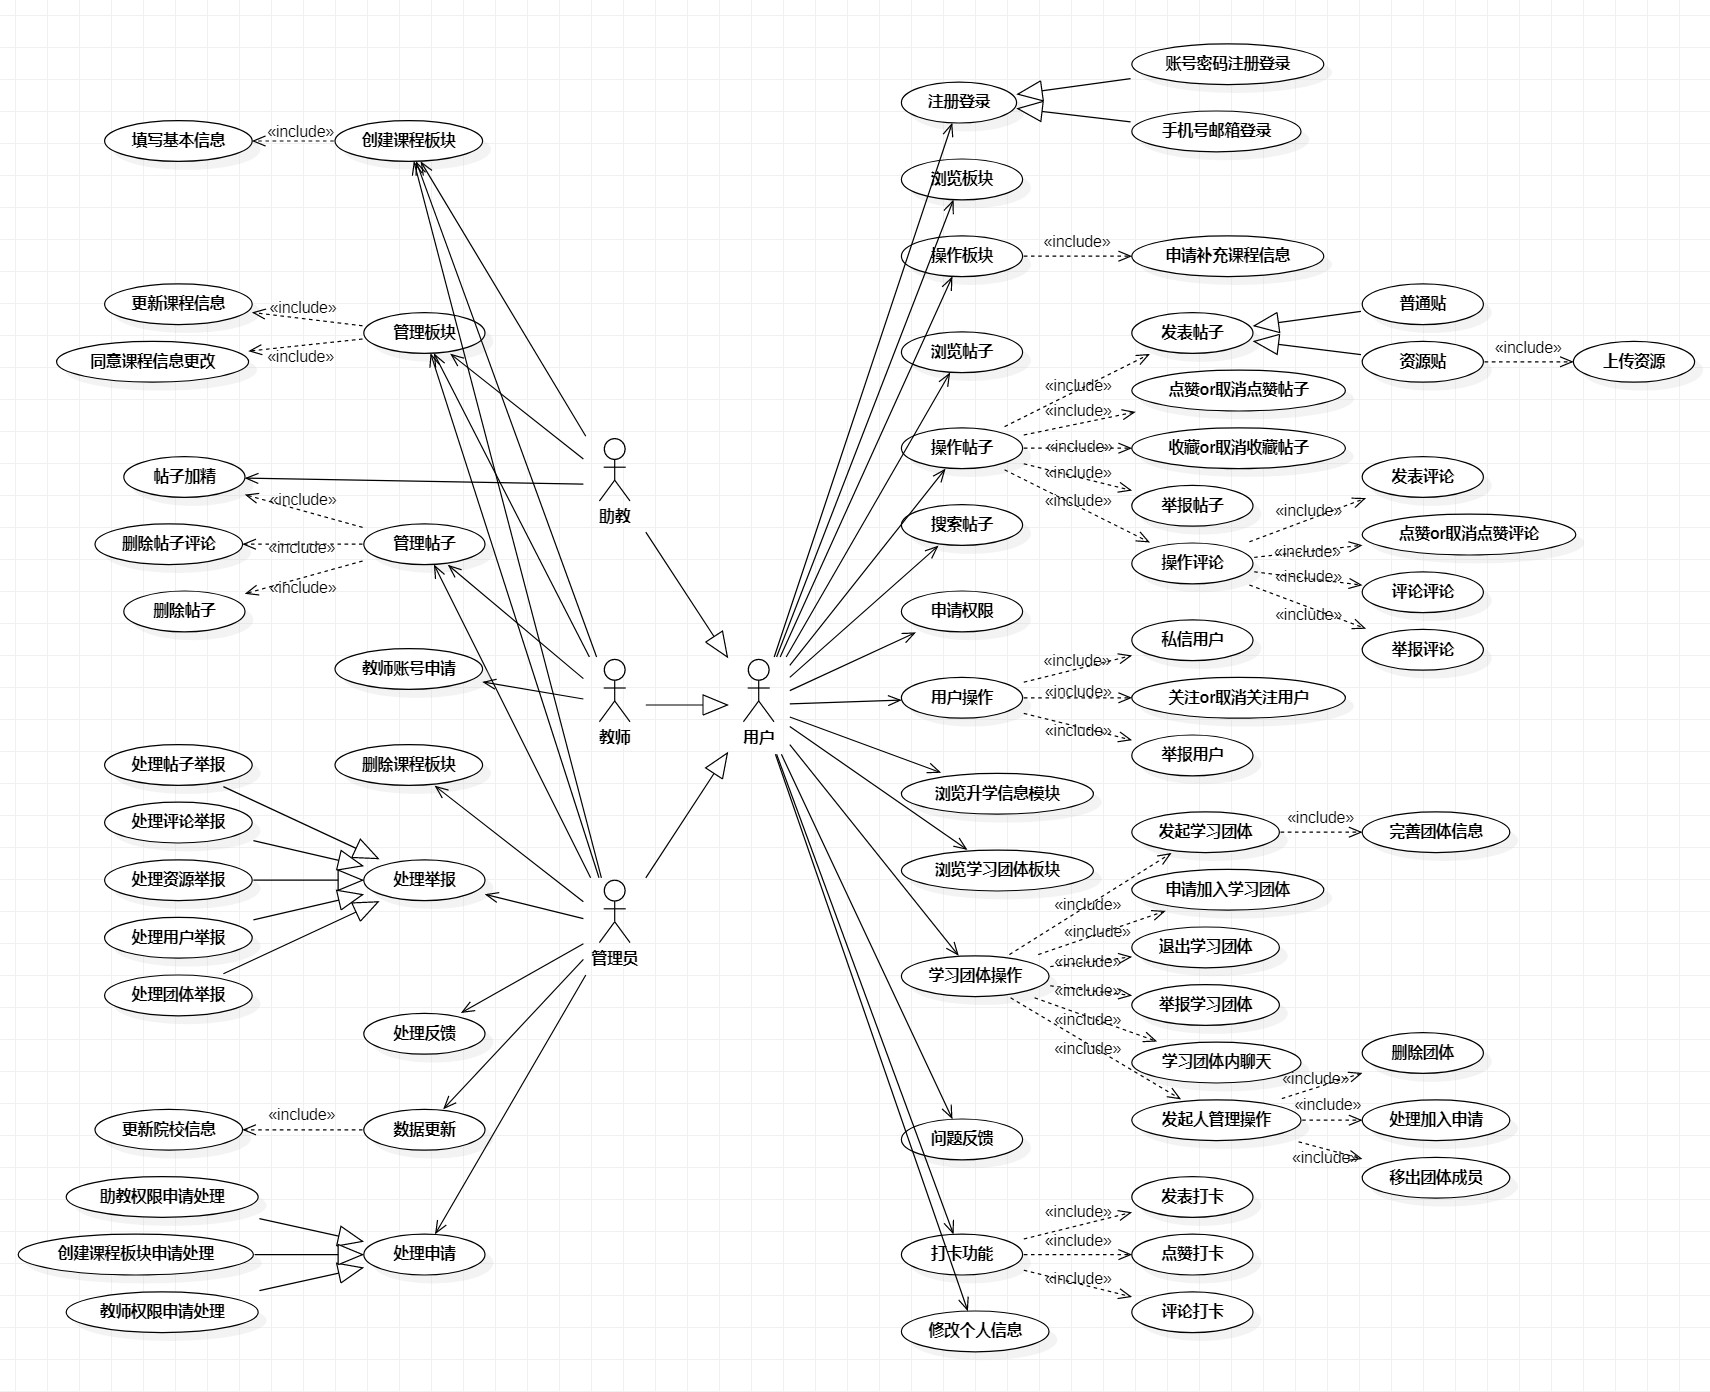 账号密码注册登录
注册登录
手机号邮箱登录
填写基本信息
«include»
创建课程板块
浏览板块
操作板块
«include»
申请补充课程信息
更新课程信息
«include»
管理板块
同意课程信息更改
«include»
普通贴
发表帖子
浏览帖子
资源贴
«include»
上传资源
«include»
点赞or取消点赞帖子
«include»
操作帖子
«include»
收藏or取消收藏帖子
«include»
举报帖子
«include»
发表评论
«include»
点赞or取消点赞评论
«include»
操作评论
«include»
评论评论
«include»
举报评论
帖子加精
«include»
助教
搜索帖子
删除帖子评论
«include»
管理帖子
«include»
删除帖子
申请权限
私信用户
«include»
教师账号申请
用户操作
«include»
关注or取消关注用户
«include»
举报用户
教师
用户
处理帖子举报
删除课程板块
浏览升学信息模块
处理评论举报
发起学习团体
«include»
完善团体信息
浏览学习团体板块
处理资源举报
处理举报
申请加入学习团体
«include»
«include»
处理用户举报
退出学习团体
«include»
管理员
学习团体操作
处理团体举报
«include»
举报学习团体
«include»
处理反馈
«include»
学习团体内聊天
删除团体
«include»
更新院校信息
«include»
数据更新
问题反馈
发起人管理操作
«include»
处理加入申请
«include»
移出团体成员
助教权限申请处理
发表打卡
«include»
创建课程板块申请处理
处理申请
打卡功能
«include»
点赞打卡
«include»
教师权限申请处理
评论打卡
修改个人信息